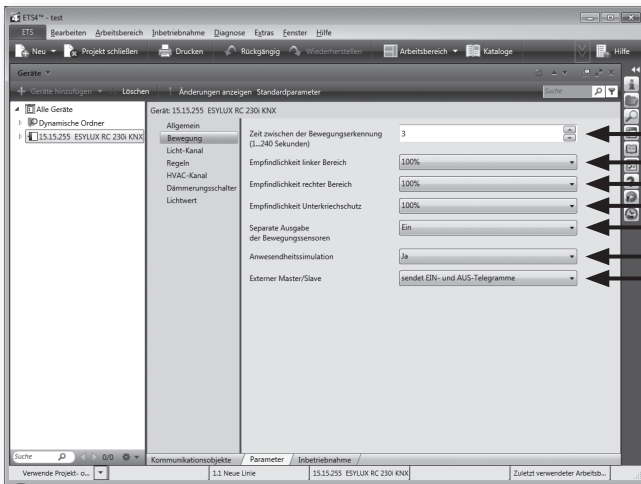 ETS4™ - test
ETS Bearbeiten Arbeitsbereich Inbetriebnahme Diagnose Extras Fenster Hilfe
Neu Projekt schließen Drucken Rückgängig Wiederherstellen Arbeitsbereich Kataloge Hilfe
Geräte
Geräte hinzufügen Löschen Änderungen anzeigen Standardparameter Suche
Alle Geräte
Dynamische Ordner
15.15.255 ESYLUX RC 230i KNX
Gerät: 15.15.255 ESYLUX RC 230i KNX
Allgemein
Bewegung
Licht-Kanal
Regeln
HVAC-Kanal
Dämmerungsschalter
Lichtwert
Zeit zwischen der Bewegungserkennung
(1...240 Sekunden)
3
Empfindlichkeit linker Bereich 100%
Empfindlichkeit rechter Bereich 100%
Empfindlichkeit Unterkriechschutz 100%
Separate Ausgabe
der Bewegungssensoren
Ein
Anwesendheitssimulation Ja
Externer Master/Slave sendet EIN- und AUS-Telegramme
Suche 0/0
Kommunikationsobjekte Parameter Inbetriebnahme
Verwende Projekt- o... 1.1 Neue Linie 15.15.255 ESYLUX RC 230i KNX Zuletzt verwendeter Arbeitsb...